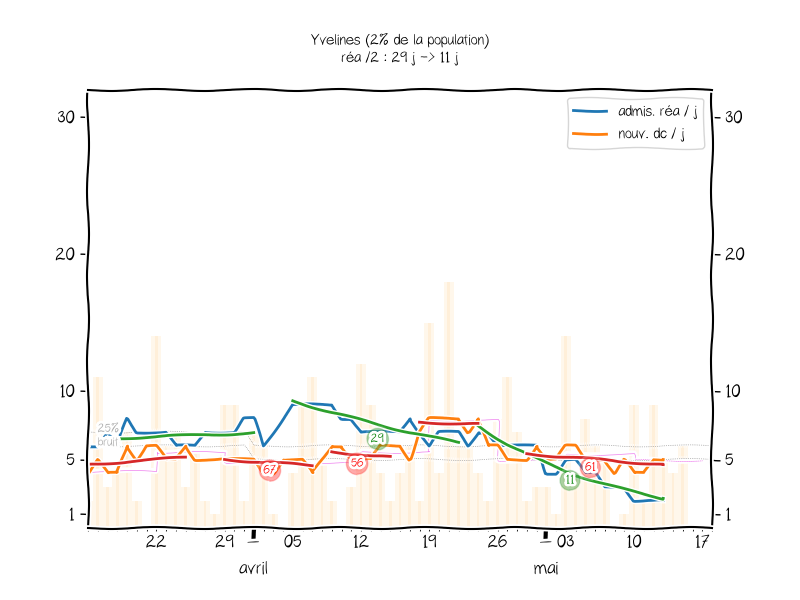 Yvelines (2% de la population)
réa /2 : 29 j -> 11 j
30 30
admis. réa / j
nouv. dc / j
20 20
10 10
25%
bruit
29
5 67 56 61 5
11
1 1
22 29 05 12 19 26 03 10 17
avril mai